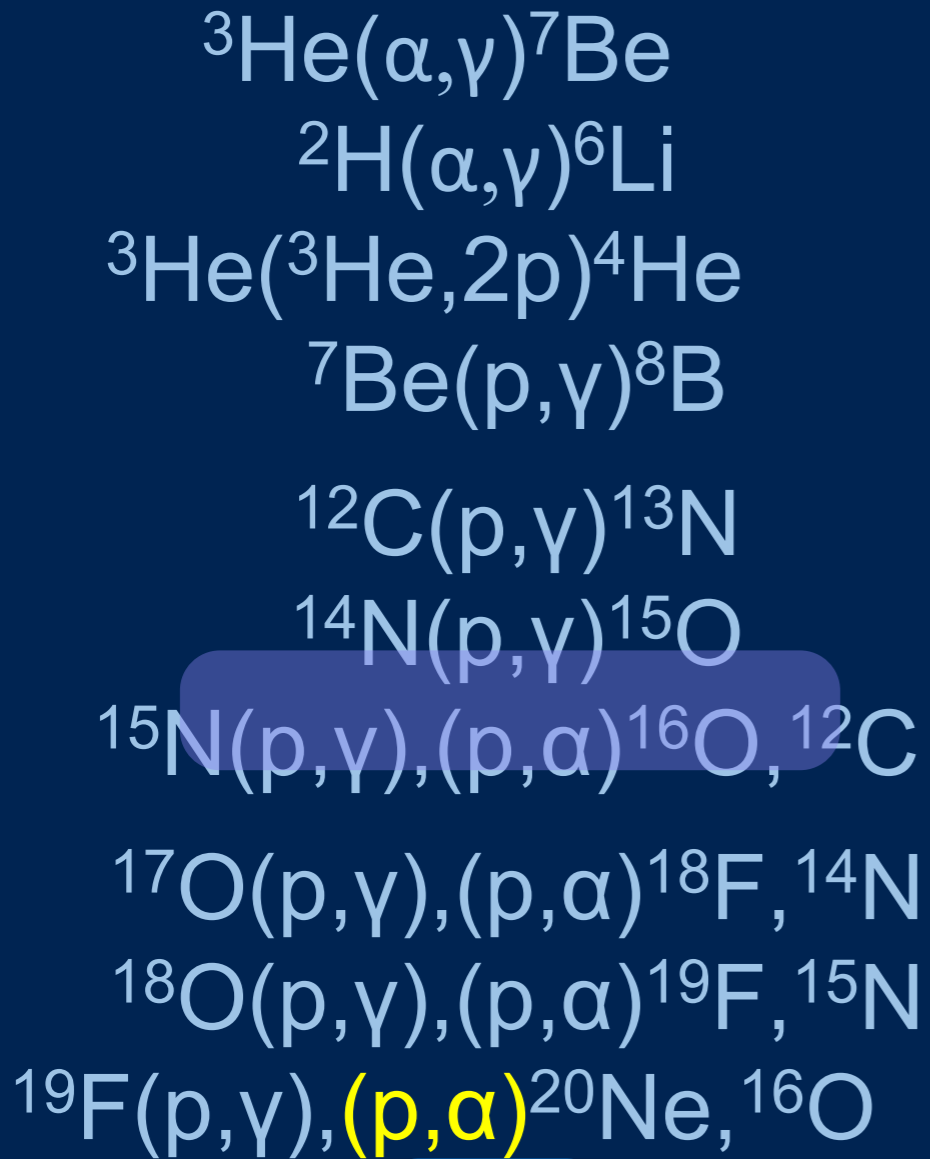 ³He(α,γ)⁷Be
²H(α,γ)⁶Li
³He(³He,2p)⁴He
⁷Be(p,γ)⁸B
¹²C(p,γ)¹³N
¹⁴N(p,γ)¹⁵O
¹⁵N(p,γ),(p,α)¹⁶O,¹²C
¹⁷O(p,γ),(p,α)¹⁸F,¹⁴N
¹⁸O(p,γ),(p,α)¹⁹F,¹⁵N
¹⁹F(p,γ),(p,α)²⁰Ne,¹⁶O